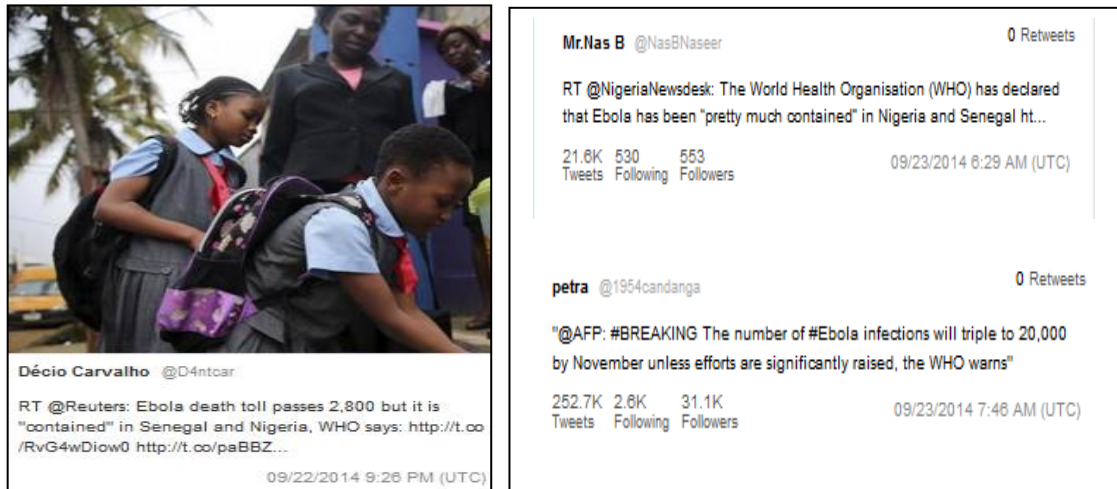 Décio Carvalho @D4ntcar
RT @Reuters: Ebola death toll passes 2,800 but it is
"contained" in Senegal and Nigeria, WHO says: http://t.co
/RvG4wDiow0 http://t.co/paBBZ...
09/22/2014 9:26 PM (UTC)
Mr.Nas B @NasBNaseer 0 Retweets
RT @NigeriaNewsdesk: The World Health Organisation (WHO) has declared
that Ebola has been "pretty much contained" in Nigeria and Senegal ht...
21.6K 530 553
Tweets Following Followers
09/23/2014 6:29 AM (UTC)
petra @1954candanga 0 Retweets
"@AFP: #BREAKING The number of #Ebola infections will triple to 20,000
by November unless efforts are significantly raised, the WHO warns"
252.7K 2.6K 31.1K
Tweets Following Followers
09/23/2014 7:46 AM (UTC)